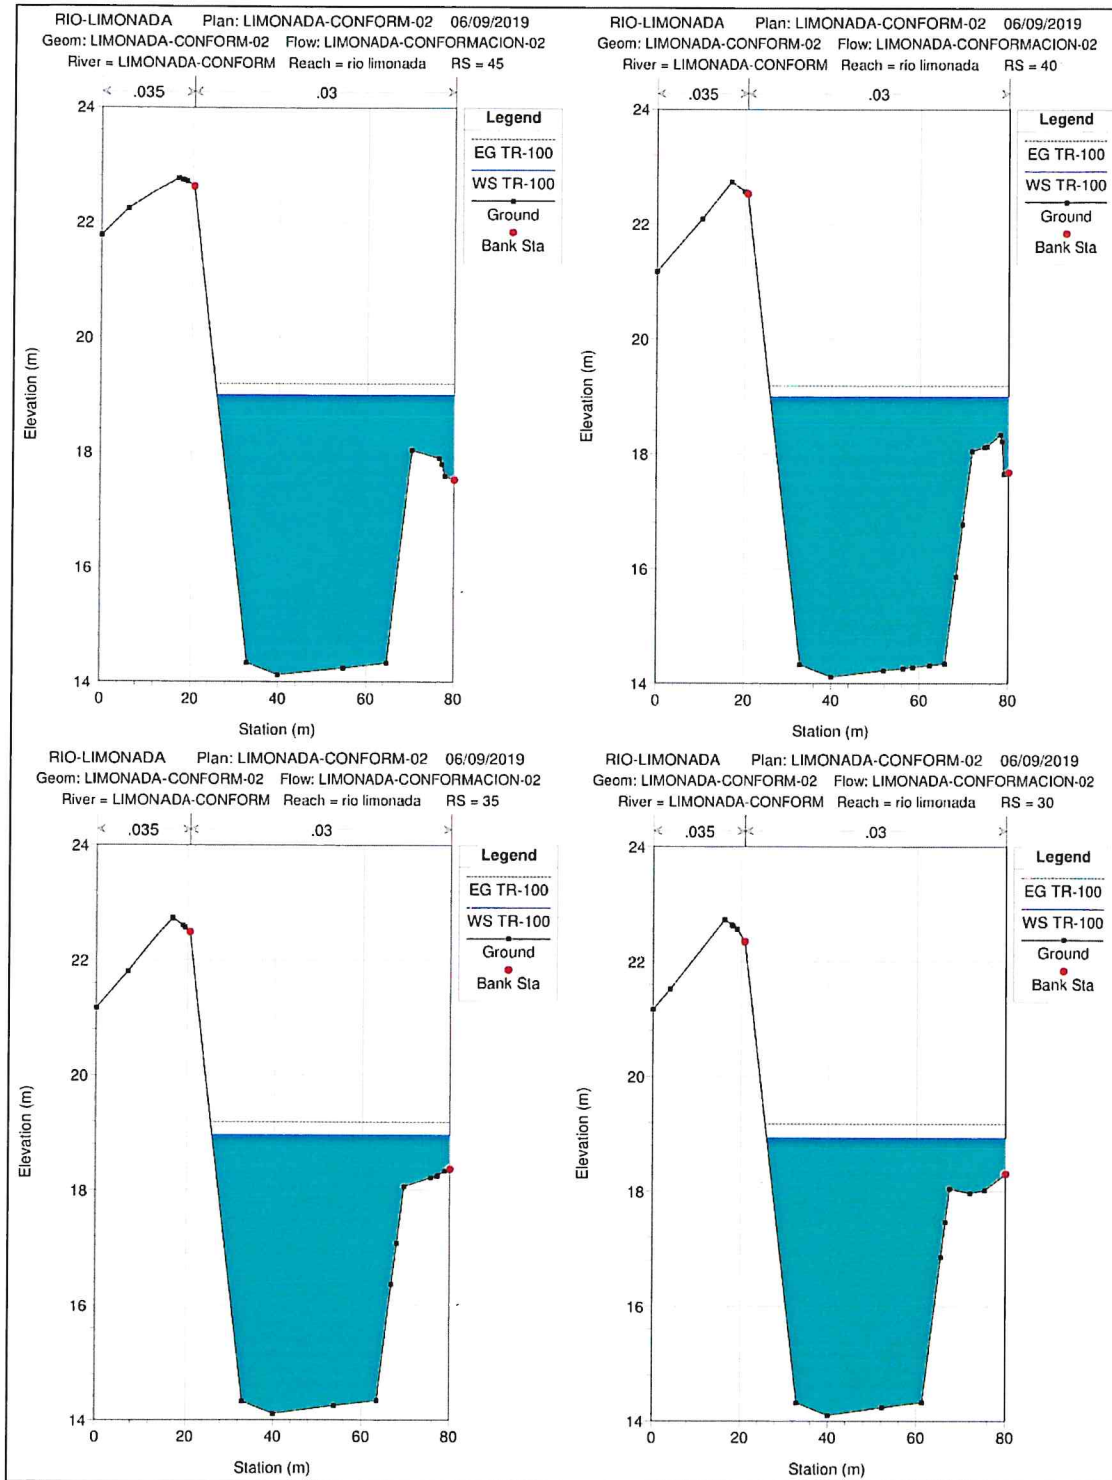 RIO-LIMONADA Plan: LIMONADA-CONFORM-02 06/09/2019
Geom: LIMONADA-CONFORM-02 Flow: LIMONADA-CONFORMACION-02
River = LIMONADA-CONFORM Reach = rio limonada RS = 45
.035 .03
Legend
EG TR-100
WS TR-100
Ground
Bank Sta
24
22
20
18
16
14
Elevation (m)
0 20 40 60 80
Station (m)
RIO-LIMONADA Plan: LIMONADA-CONFORM-02 06/09/2019
Geom: LIMONADA-CONFORM-02 Flow: LIMONADA-CONFORMACION-02
River = LIMONADA-CONFORM Reach = rio limonada RS = 40
.035 .03
Legend
EG TR-100
WS TR-100
Ground
Bank Sta
24
22
20
18
16
14
Elevation (m)
0 20 40 60 80
Station (m)
RIO-LIMONADA Plan: LIMONADA-CONFORM-02 06/09/2019
Geom: LIMONADA-CONFORM-02 Flow: LIMONADA-CONFORMACION-02
River = LIMONADA-CONFORM Reach = rio limonada RS = 35
.035 .03
Legend
EG TR-100
WS TR-100
Ground
Bank Sta
24
22
20
18
16
14
Elevation (m)
0 20 40 60 80
Station (m)
RIO-LIMONADA Plan: LIMONADA-CONFORM-02 06/09/2019
Geom: LIMONADA-CONFORM-02 Flow: LIMONADA-CONFORMACION-02
River = LIMONADA-CONFORM Reach = rio limonada RS = 30
.035 .03
Legend
EG TR-100
WS TR-100
Ground
Bank Sta
24
22
20
18
16
14
Elevation (m)
0 20 40 60 80
Station (m)